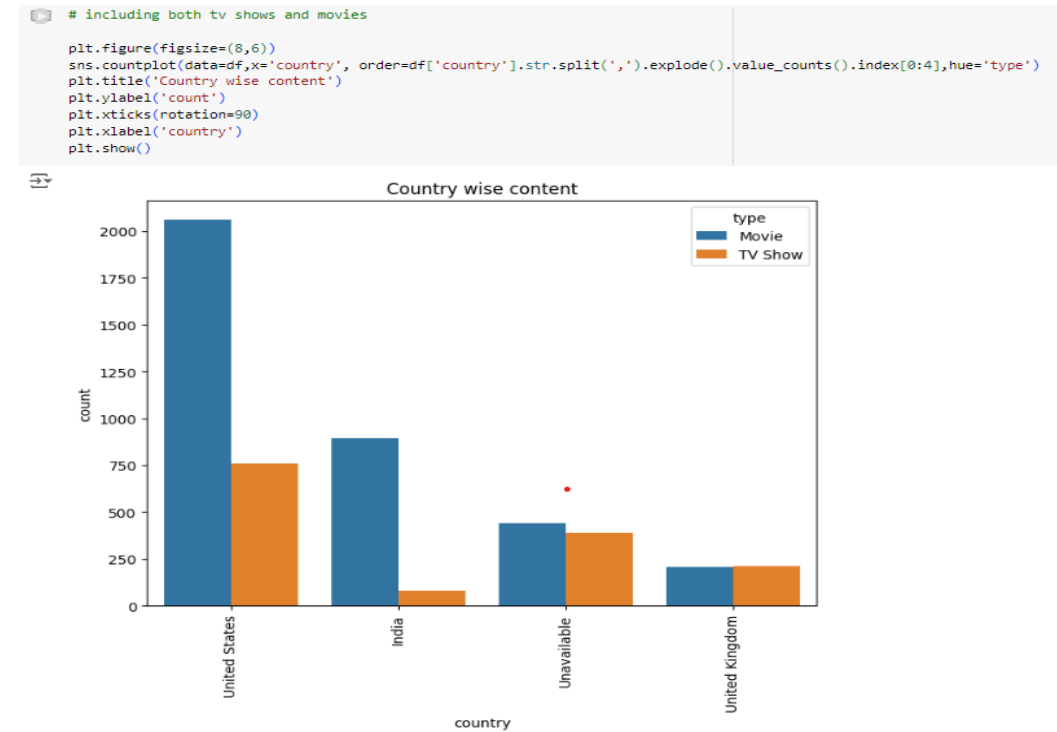 # including both tv shows and movies
plt.figure(figsize=(8,6))
sns.countplot(data=df,x='country', order=df['country'].str.split(',').explode().value_counts().index[0:4],hue='type')
plt.title('Country wise content')
plt.ylabel('count')
plt.xticks(rotation=90)
plt.xlabel('country')
plt.show()
Country wise content
type
Movie
TV Show
2000
1750
1500
1250
1000
750
500
250
0
count
United States
India
Unavailable
United Kingdom
country